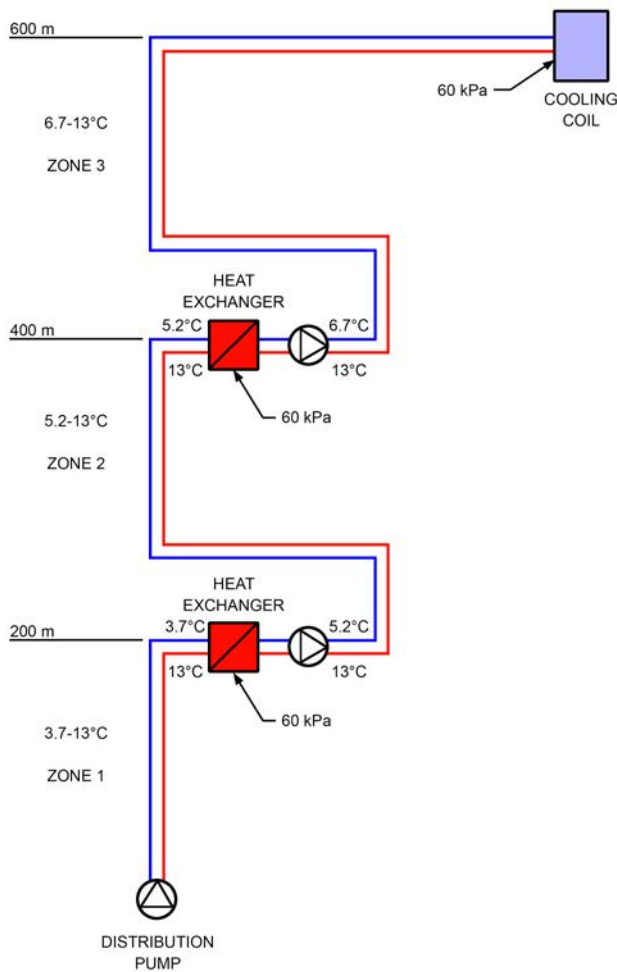 600 m
60 kPa
COOLING
COIL
6.7-13°C
ZONE 3
HEAT
EXCHANGER
5.2°C
6.7°C
400 m
13°C
13°C
60 kPa
5.2-13°C
ZONE 2
HEAT
EXCHANGER
3.7°C
5.2°C
200 m
13°C
13°C
60 kPa
3.7-13°C
ZONE 1
DISTRIBUTION
PUMP